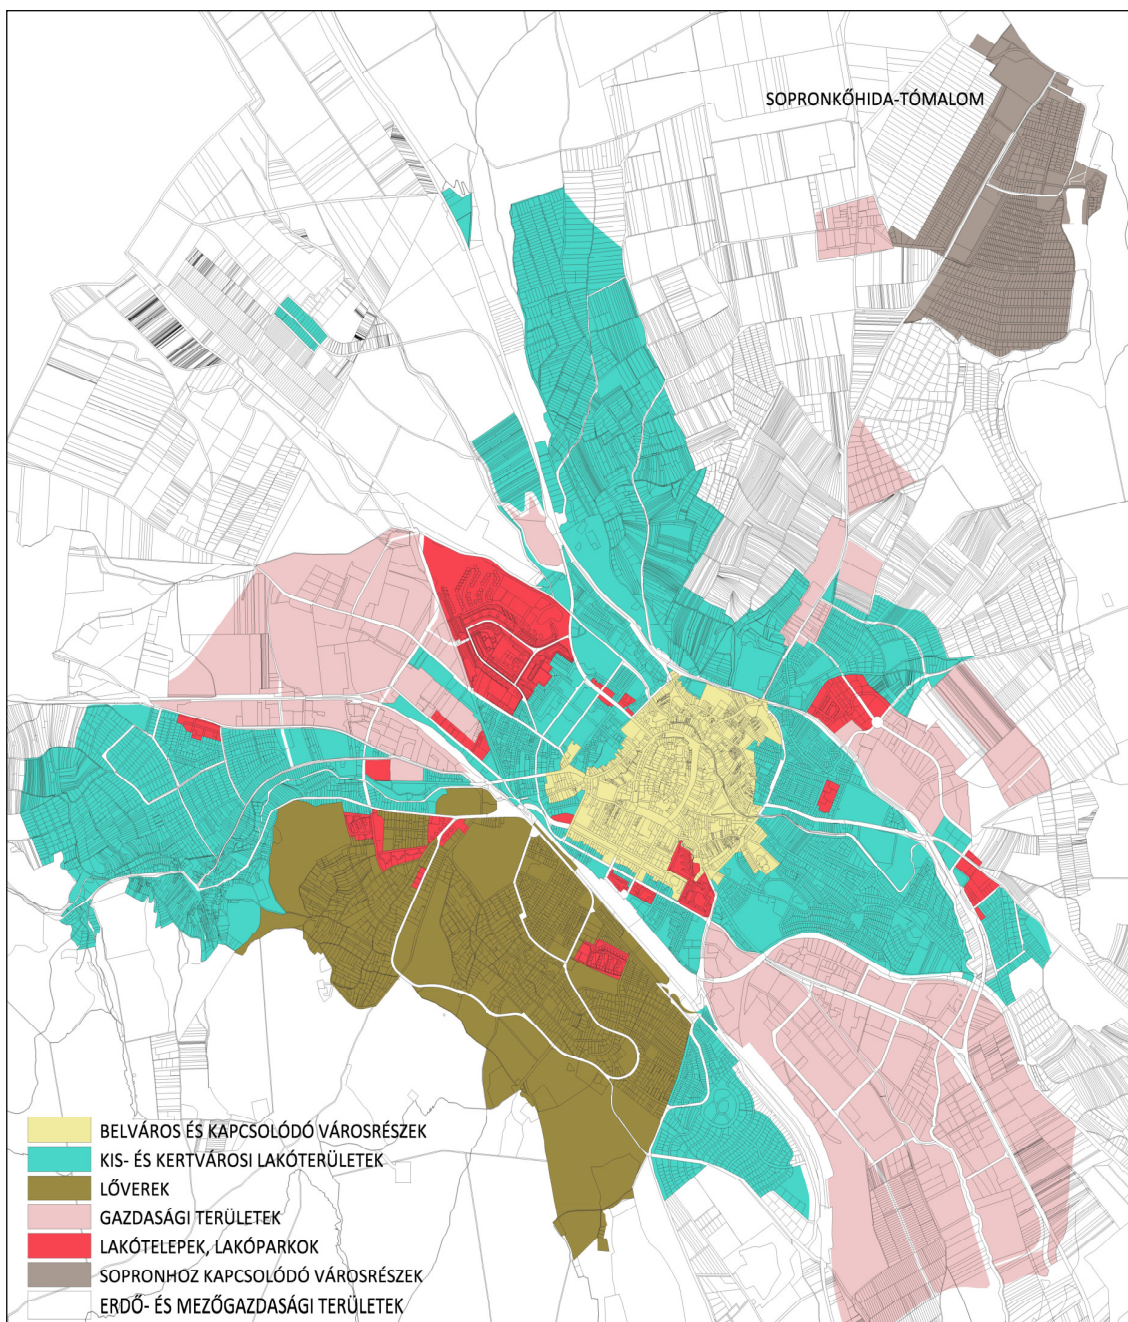 SOPRONKŐHIDA-TÓMALOM
BELVÁROS ÉS KAPCSOLÓDÓ VÁROSRÉSZEK
KIS- ÉS KERTVÁROSI LAKÓTERÜLETEK
LŐVEREK
GAZDASÁGI TERÜLETEK
LAKÓTELEPEK, LAKÓPARKOK
SOPRONHOZ KAPCSOLÓDÓ VÁROSRÉSZEK
ERDŐ- ÉS MEZŐGAZDASÁGI TERÜLETEK